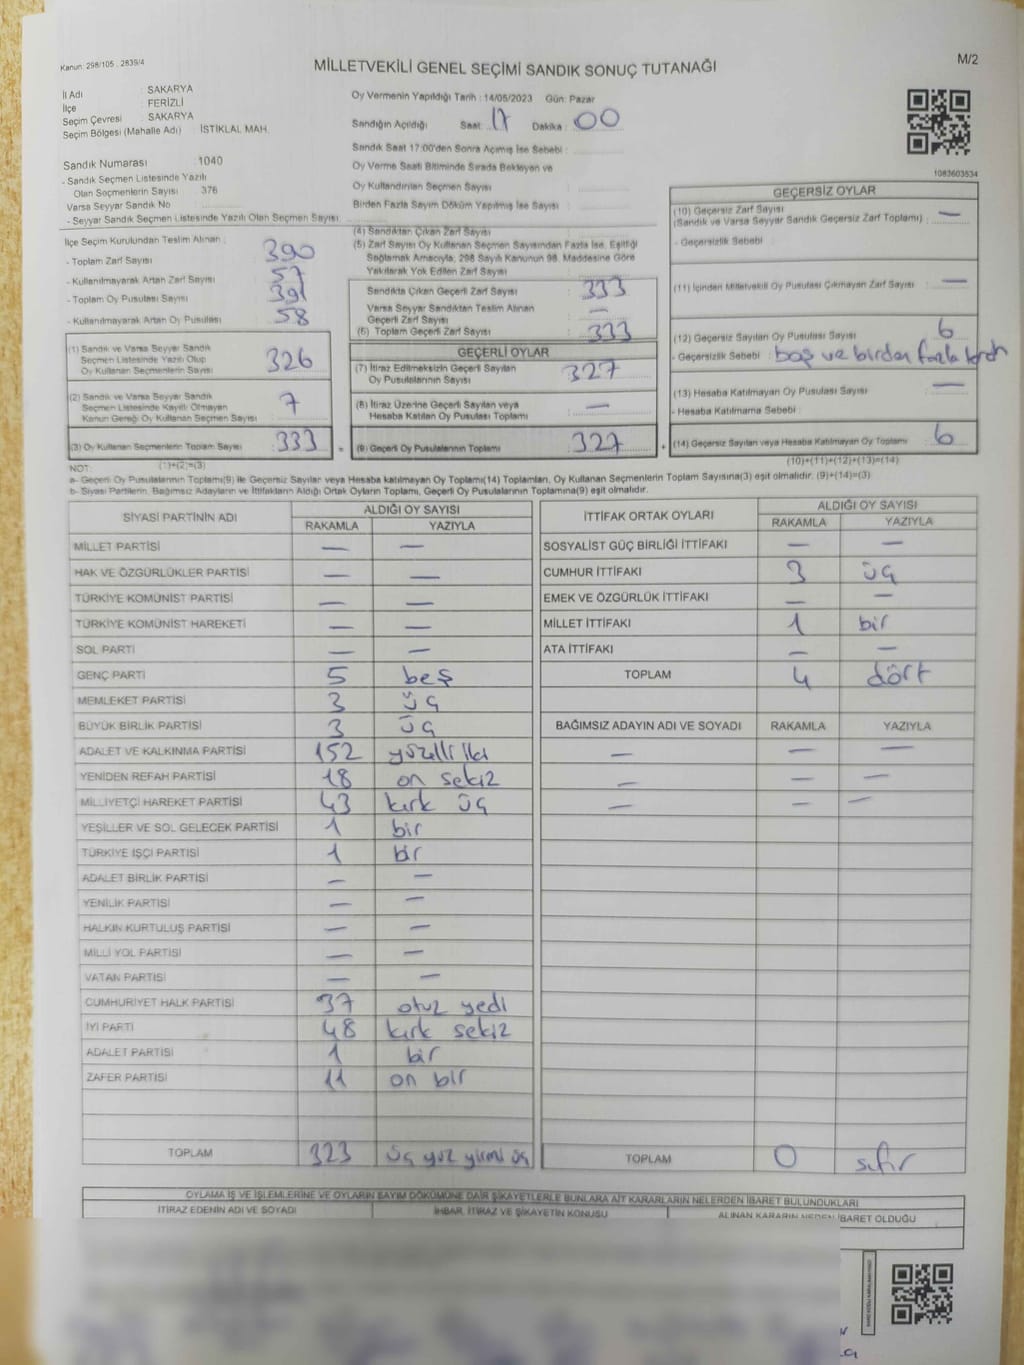 Kanun: 298/105 , 2839/4
MİLLETVEKİLİ GENEL SEÇİMİ SANDIK SONUÇ TUTANAĞI
M/2
İl Adı : SAKARYA
İlçe : FERİZLİ
Seçim Çevresi : SAKARYA
Seçim Bölgesi (Mahalle Adı) : İSTİKLAL MAH.
Oy Vermenin Yapıldığı Tarih : 14/05/2023 Gün: Pazar
Sandığın Açıldığı Saat : 17 Dakika : 00
Sandık Saat 17:00'den Sonra Açılmış İse Sebebi :
Oy Verme Saati Bitiminde Sırada Bekleyen ve
Oy Kullandırılan Seçmen Sayısı :
Birden Fazla Sayım Döküm Yapılmış İse Sayısı :
1083603534
Sandık Numarası : 1040
- Sandık Seçmen Listesinde Yazılı
Olan Seçmenlerin Sayısı : 376
Varsa Seyyar Sandık No :
- Seyyar Sandık Seçmen Listesinde Yazılı Olan Seçmen Sayısı :
İlçe Seçim Kurulundan Teslim Alınan :
- Toplam Zarf Sayısı : 390
- Kullanılmayarak Artan Zarf Sayısı : 57
- Toplam Oy Pusulası Sayısı : 391
- Kullanılmayarak Artan Oy Pusulası : 58
(1) Sandık ve Varsa Seyyar Sandık
Seçmen Listesinde Yazılı Olup
Oy Kullanan Seçmenlerin Sayısı : 326
(2) Sandık ve Varsa Seyyar Sandık
Seçmen Listesinde Kayıtlı Olmayan
Kanun Gereği Oy Kullanan Seçmen Sayısı : 7
(3) Oy Kullanan Seçmenlerin Toplam Sayısı : 333 =
(1)+(2)=(3)
(4) Sandıktan Çıkan Zarf Sayısı :
(5) Zarf Sayısı Oy Kullanan Seçmen Sayısından Fazla İse, Eşitliği
Sağlamak Amacıyla, 298 Sayılı Kanunun 98. Maddesine Göre
Yakılarak Yok Edilen Zarf Sayısı :
Sandıkta Çıkan Geçerli Zarf Sayısı : 333
Varsa Seyyar Sandıktan Teslim Alınan
Geçerli Zarf Sayısı : —
(6) Toplam Geçerli Zarf Sayısı : 333
GEÇERLİ OYLAR
(7) İtiraz Edilmeksizin Geçerli Sayılan
Oy Pusulalarının Sayısı : 327
(8) İtiraz Üzerine Geçerli Sayılan veya
Hesaba Katılan Oy Pusulası Toplamı : —
(9) Geçerli Oy Pusulalarının Toplamı : 327 +
GEÇERSİZ OYLAR
(10) Geçersiz Zarf Sayısı
(Sandık ve Varsa Seyyar Sandık Geçersiz Zarf Toplamı) : —
- Geçersizlik Sebebi :
(11) İçinden Milletvekili Oy Pusulası Çıkmayan Zarf Sayısı : —
(12) Geçersiz Sayılan Oy Pusulası Sayısı : 6
- Geçersizlik Sebebi : boş ve birden fazla
(13) Hesaba Katılmayan Oy Pusulası Sayısı : —
- Hesaba Katılmama Sebebi :
(14) Geçersiz Sayılan veya Hesaba Katılmayan Oy Toplamı : 6
(10)+(11)+(12)+(13)=(14)
NOT:
a- Geçerli Oy Pusulalarının Toplamı(9) ile Geçersiz Sayılan veya Hesaba katılmayan Oy Toplamı(14) Toplamları, Oy Kullanan Seçmenlerin Toplam Sayısına(3) eşit olmalıdır. (9)+(14)=(3)
b- Siyasi Partilerin, Bağımsız Adayların ve İttifakların Aldığı Ortak Oyların Toplamı, Geçerli Oy Pusulalarının Toplamına(9) eşit olmalıdır.
SİYASİ PARTİNİN ADI ALDIĞI OY SAYISI
RAKAMLA YAZIYLA
MİLLET PARTİSİ — —
HAK VE ÖZGÜRLÜKLER PARTİSİ — —
TÜRKİYE KOMÜNİST PARTİSİ — —
TÜRKİYE KOMÜNİST HAREKETİ — —
SOL PARTİ — —
GENÇ PARTİ 5 beş
MEMLEKET PARTİSİ 3 üç
BÜYÜK BİRLİK PARTİSİ 3 üç
ADALET VE KALKINMA PARTİSİ 152 yüzelli iki
YENİDEN REFAH PARTİSİ 18 on sekiz
MİLLİYETÇİ HAREKET PARTİSİ 43 kırk üç
YEŞİLLER VE SOL GELECEK PARTİSİ 1 bir
TÜRKİYE İŞÇİ PARTİSİ 1 bir
ADALET BİRLİK PARTİSİ — —
YENİLİK PARTİSİ — —
HALKIN KURTULUŞ PARTİSİ — —
MİLLİ YOL PARTİSİ — —
VATAN PARTİSİ — —
CUMHURİYET HALK PARTİSİ 37 otuz yedi
İYİ PARTİ 48 kırk sekiz
ADALET PARTİSİ 1 bir
ZAFER PARTİSİ 11 on bir
TOPLAM 323 üç yüz yirmi üç
İTTİFAK ORTAK OYLARI ALDIĞI OY SAYISI
RAKAMLA YAZIYLA
SOSYALİST GÜÇ BİRLİĞİ İTTİFAKI — —
CUMHUR İTTİFAKI 3 üç
EMEK VE ÖZGÜRLÜK İTTİFAKI — —
MİLLET İTTİFAKI 1 bir
ATA İTTİFAKI — —
TOPLAM 4 dört
BAĞIMSIZ ADAYIN ADI VE SOYADI RAKAMLA YAZIYLA
— — —
— — —
— — —
TOPLAM 0 sıfır
OYLAMA İŞ VE İŞLEMLERİNE VE OYLARIN SAYIM DÖKÜMÜNE DAİR ŞİKAYETLERLE BUNLARA AİT KARARLARIN NELERDEN İBARET BULUNDUKLARI
İTİRAZ EDENİN ADI VE SOYADI İHBAR, İTİRAZ VE ŞİKAYETİN KONUSU ALINAN KARARIN NEDEN İBARET OLDUĞU